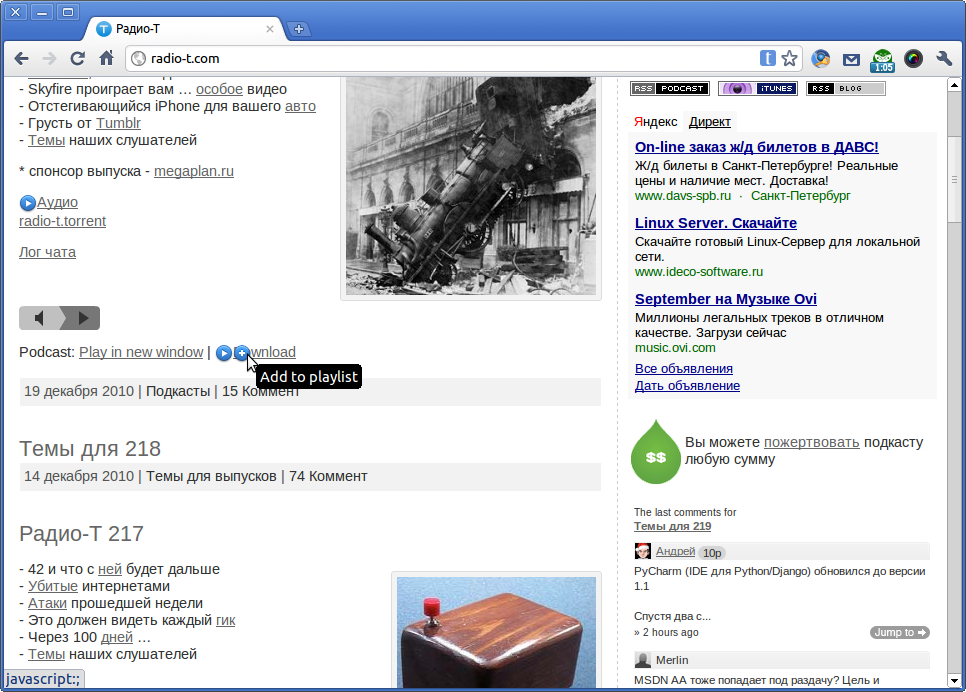 Радио-Т
radio-t.com
1:05
- Skyfire проиграет вам … особое видео
- Отстегивающийся iPhone для вашего авто
- Грусть от Tumblr
- Темы наших слушателей
* спонсор выпуска - megaplan.ru
Аудио
radio-t.torrent
Лог чата
Podcast: Play in new window | Download
Add to playlist
19 декабря 2010 | Подкасты | 15 Коммент
Темы для 218
14 декабря 2010 | Темы для выпусков | 74 Коммент
Радио-Т 217
- 42 и что с ней будет дальше
- Убитые интернетами
- Атаки прошедшей недели
- Это должен видеть каждый гик
- Через 100 дней …
- Темы наших слушателей
javascript:;
RSS PODCAST iTUNES RSS BLOG
Яндекс Директ
On-line заказ ж/д билетов в ДАВС!
Ж/д билеты в Санкт-Петербурге! Реальные
цены и наличие мест. Доставка!
www.davs-spb.ru · Санкт-Петербург
Linux Server. Скачайте
Скачайте готовый Linux-Сервер для локальной
сети.
www.ideco-software.ru
September на Музыке Ovi
Миллионы легальных треков в отличном
качестве. Загрузи сейчас
music.ovi.com
Все объявления
Дать объявление
$$
Вы можете пожертвовать подкасту
любую сумму
The last comments for
Темы для 219
Андрей 10p
PyCharm (IDE для Python/Django) обновился до версии
1.1
Спустя два с...
» 2 hours ago
Jump to
Merlin
MSDN AA тоже попадает под раздачу? Цель и